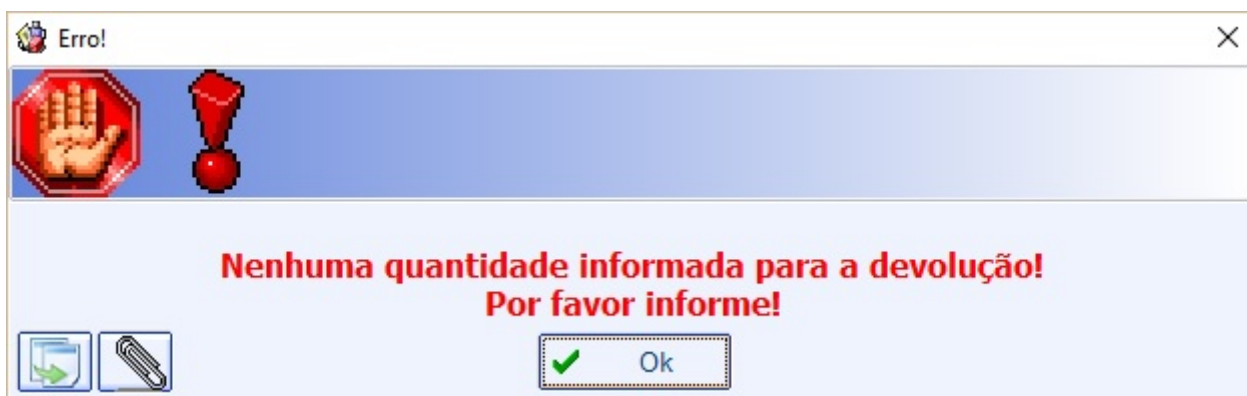 Erro!
Nenhuma quantidade informada para a devolução!
Por favor informe!
Ok